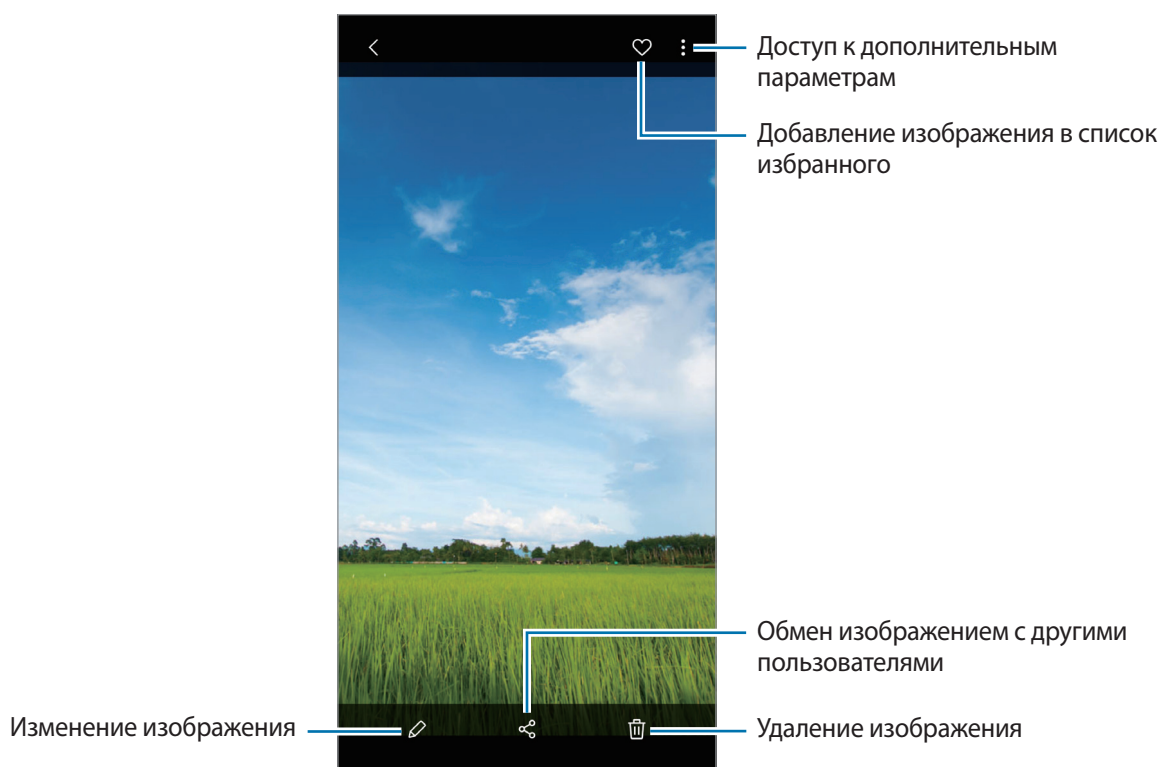 Доступ к дополнительным
параметрам
Добавление изображения в список
избранного
Обмен изображением с другими
пользователями
Изменение изображения
Удаление изображения